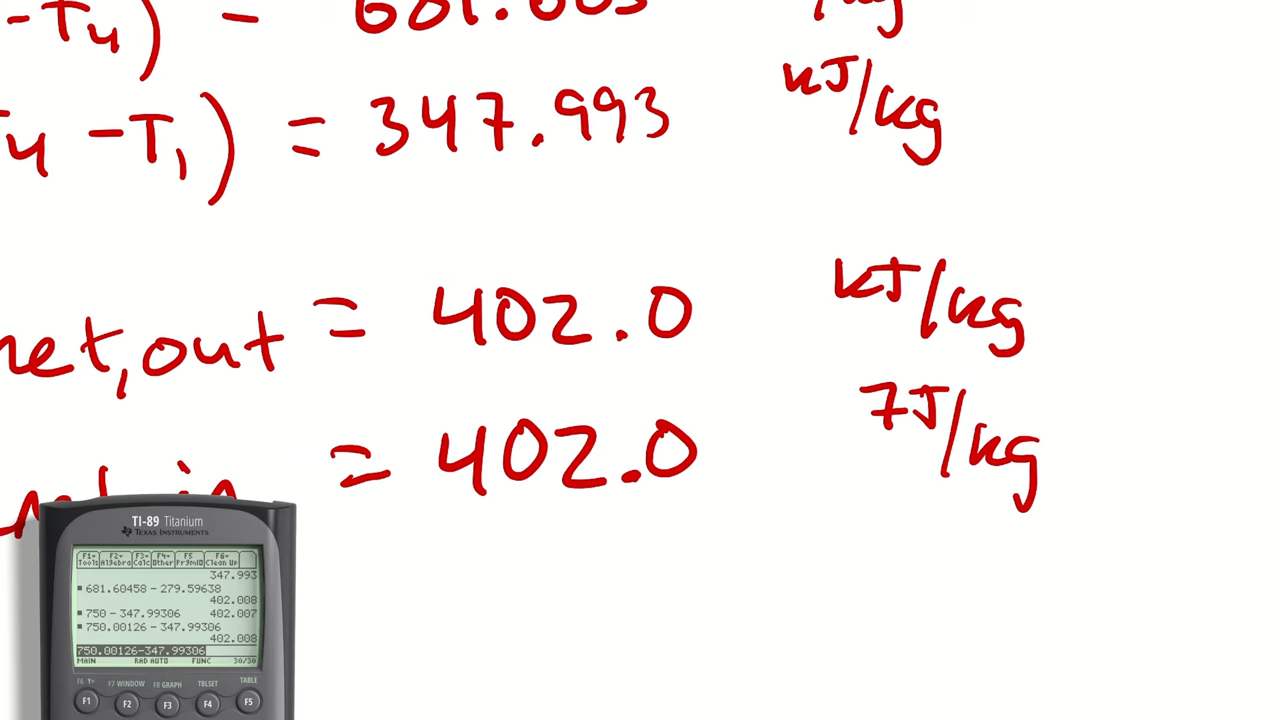 -T4) - 681.605 /kg
T4 -T1) = 347.993 kJ/kg
net,out = 402.0 kJ/kg
= 402.0 7J/kg
TI-89 Titanium
TEXAS INSTRUMENTS
F1 Tools F2 Algebra F3 Calc F4 Other F5 PrgmIO F6 Clean Up
347.993
681.60458 - 279.59638
402.008
750 - 347.99306 402.007
750.00126 - 347.99306
402.008
750.00126-347.99306
MAIN RAD AUTO FUNC 30/30
F6 Y= F7 WINDOW F8 GRAPH TBLSET TABLE
F1 F2 F3 F4 F5